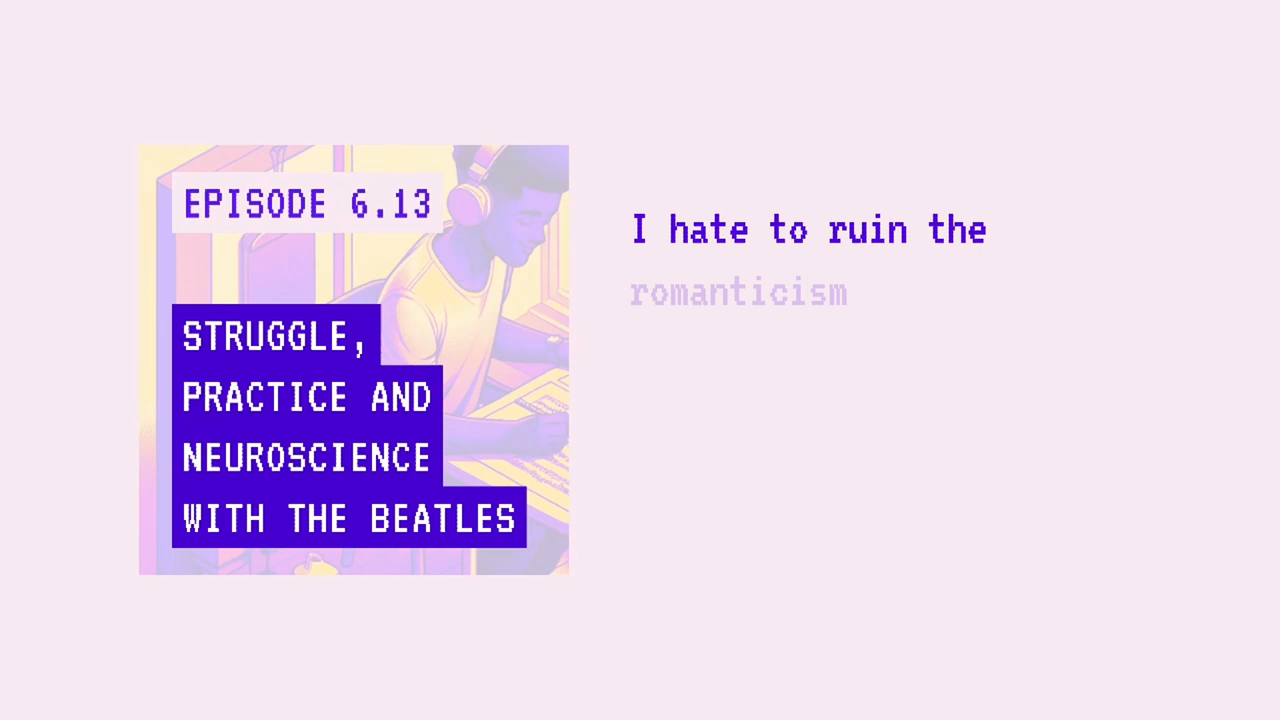 EPISODE 6.13
STRUGGLE,
PRACTICE AND
NEUROSCIENCE
WITH THE BEATLES
I hate to ruin the
romanticism